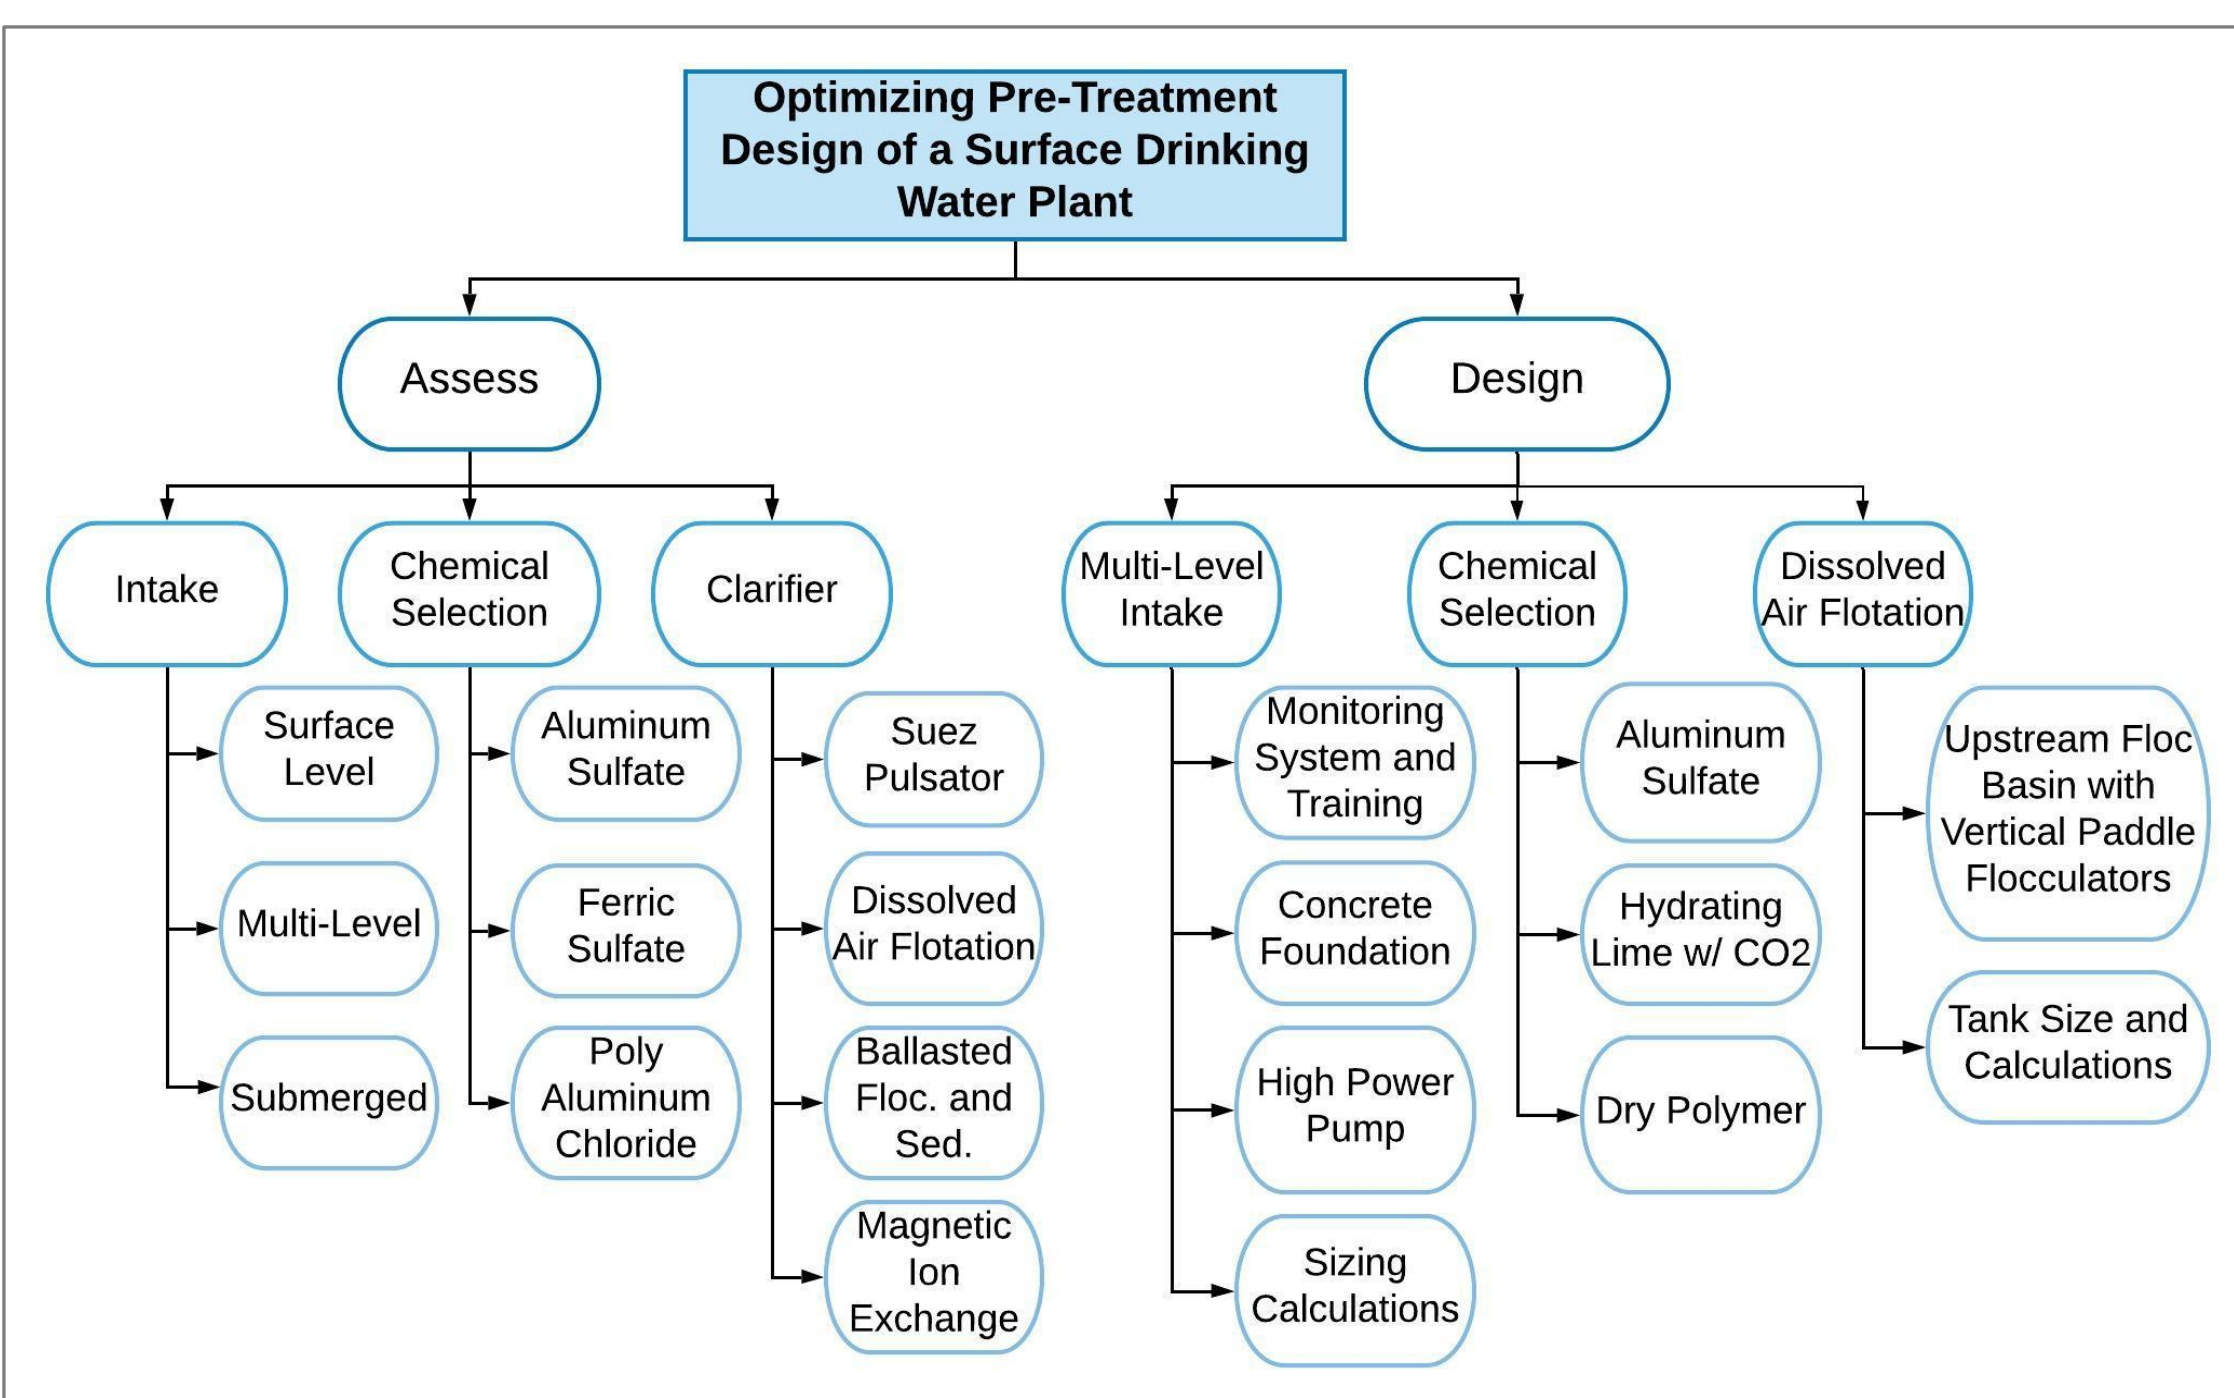 Optimizing Pre-Treatment
Design of a Surface Drinking
Water Plant
Assess
Design
Intake
Chemical
Selection
Clarifier
Multi-Level
Intake
Chemical
Selection
Dissolved
Air Flotation
Surface
Level
Multi-Level
Submerged
Aluminum
Sulfate
Ferric
Sulfate
Poly
Aluminum
Chloride
Suez
Pulsator
Dissolved
Air Flotation
Ballasted
Floc. and
Sed.
Magnetic
Ion
Exchange
Monitoring
System and
Training
Concrete
Foundation
High Power
Pump
Sizing
Calculations
Aluminum
Sulfate
Hydrating
Lime w/ CO2
Dry Polymer
Upstream Floc
Basin with
Vertical Paddle
Flocculators
Tank Size and
Calculations